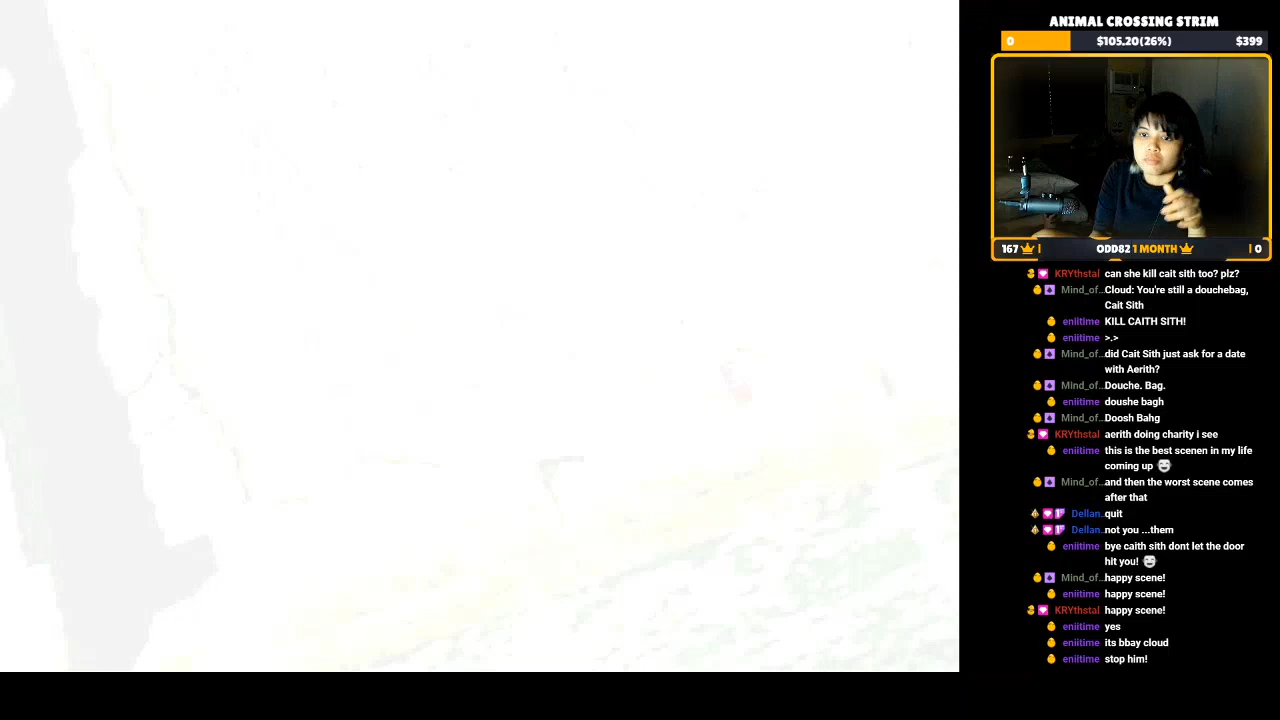 ANIMAL CROSSING STRIM
0 $105.20(26%) $399
167 ODD82 1 MONTH 0
KRYthstal can she kill cait sith too? plz?
Mind_of... Cloud: You're still a douchebag,
Cait Sith
eniitime KILL CAITH SITH!
eniitime >.>
Mind_of... did Cait Sith just ask for a date
with Aerith?
Mind_of... Douche. Bag.
eniitime doushe bagh
Mind_of... Doosh Bahg
KRYthstal aerith doing charity i see
eniitime this is the best scenen in my life
coming up
Mind_of... and then the worst scene comes
after that
Dellan... quit
Dellan... not you ...them
eniitime bye caith sith dont let the door
hit you!
Mind_of... happy scene!
eniitime happy scene!
KRYthstal happy scene!
eniitime yes
eniitime its bbay cloud
eniitime stop him!